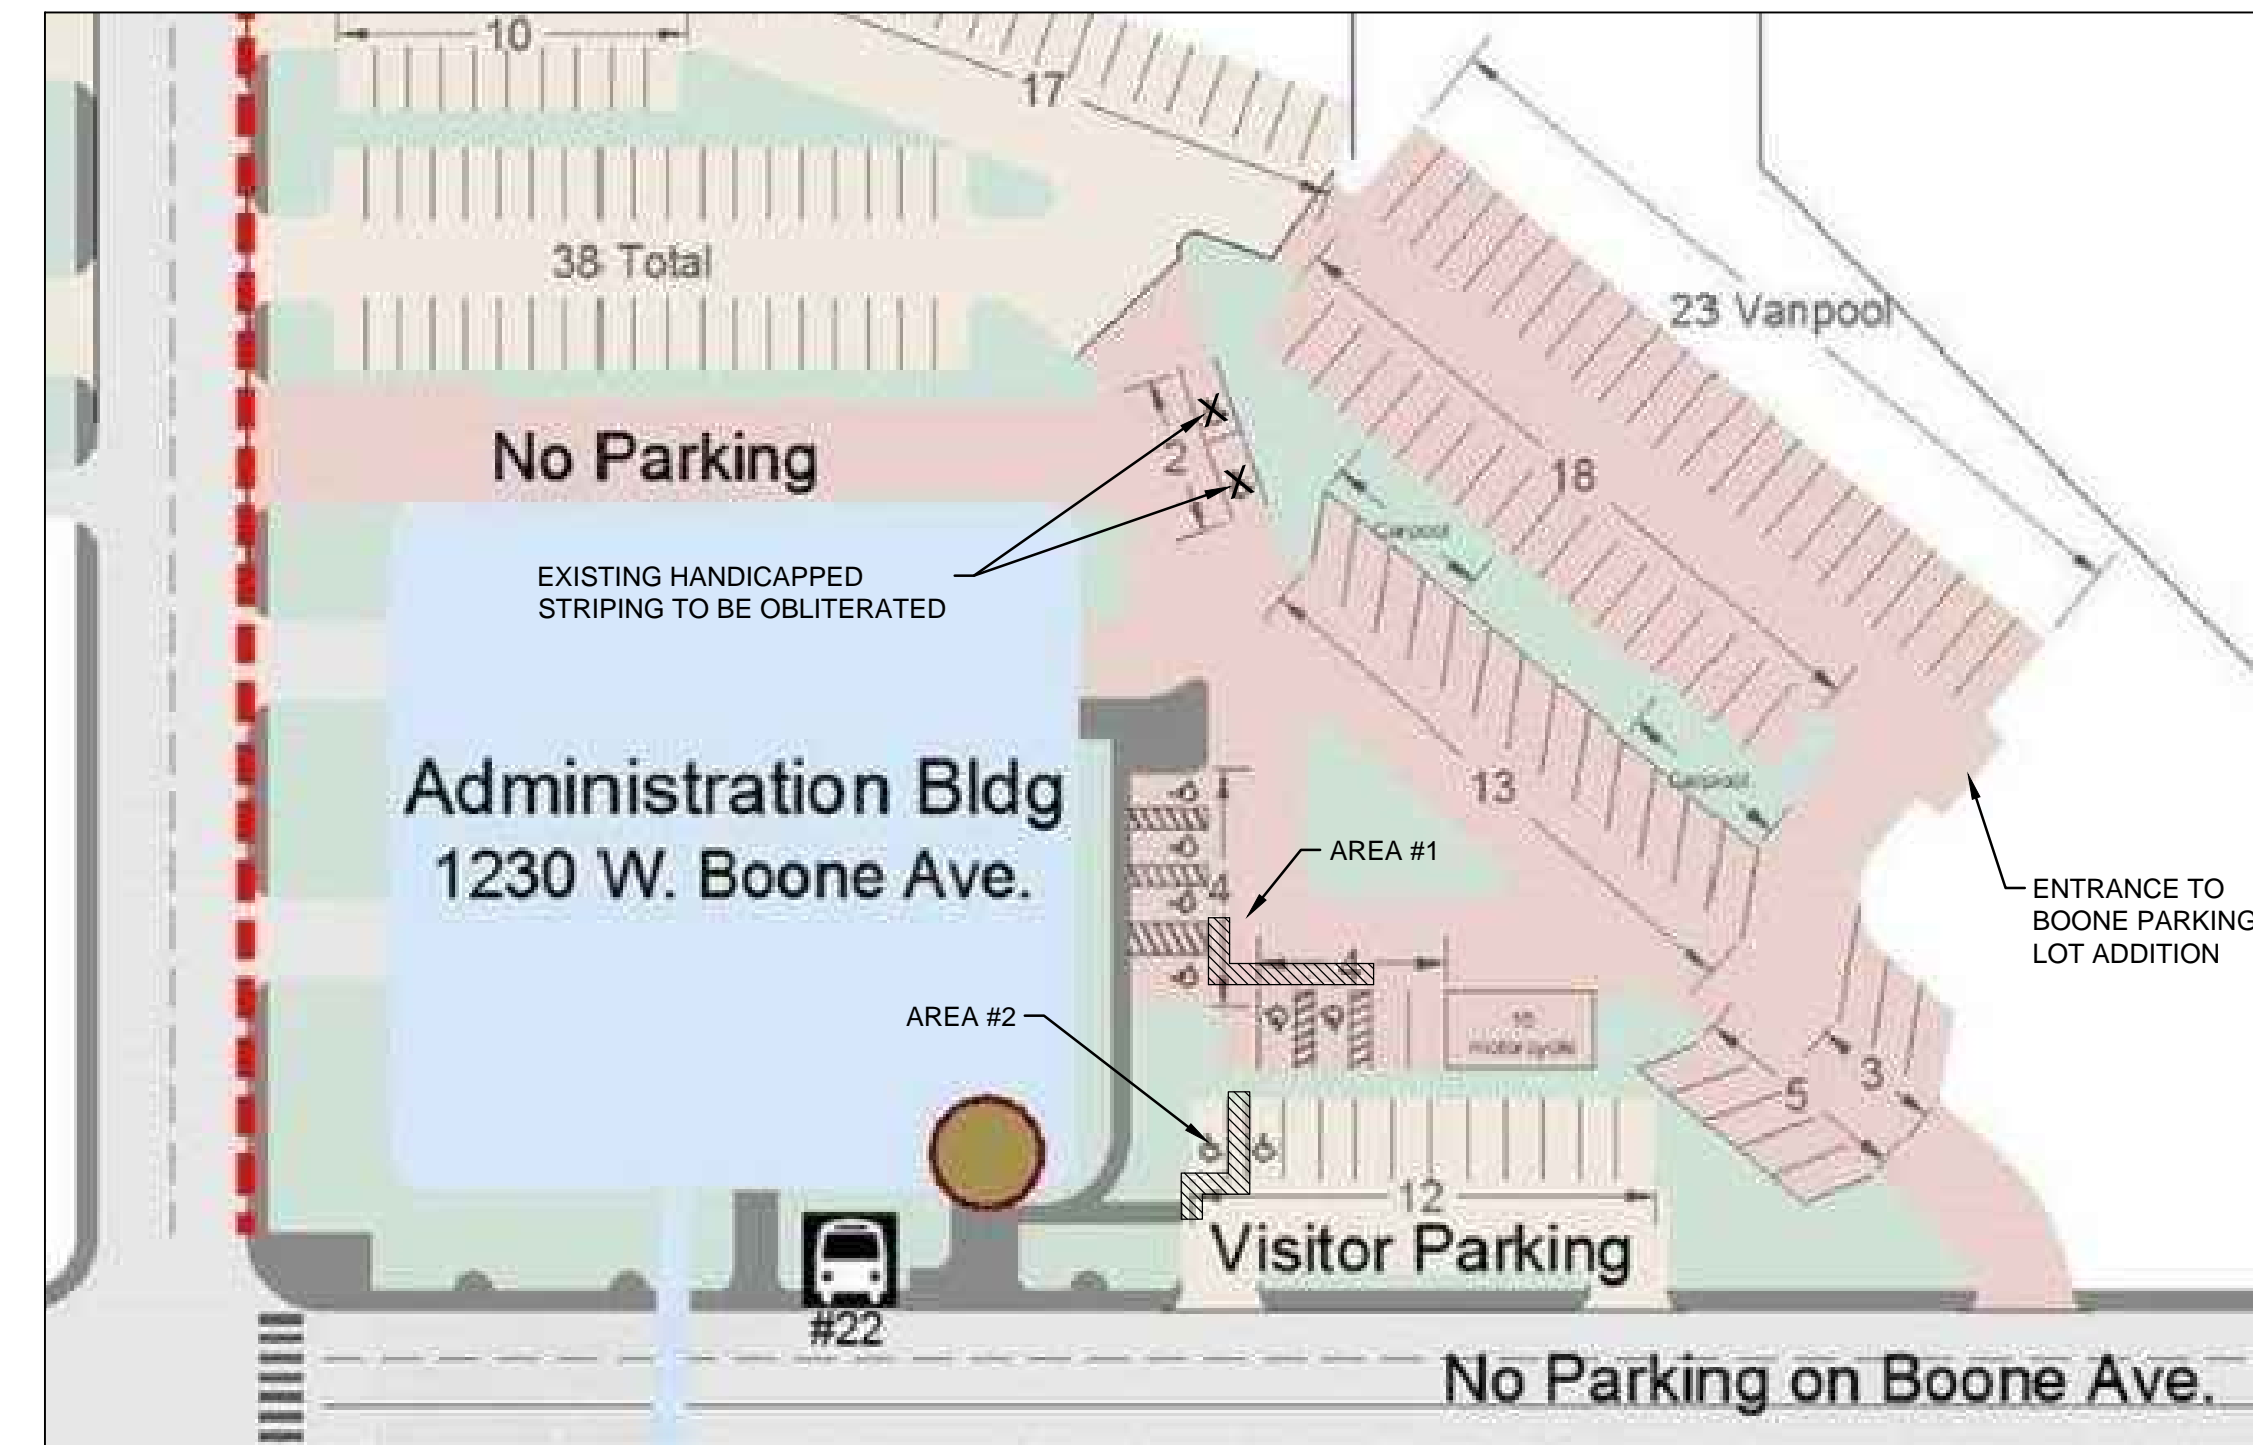 10
17
38 Total
23 Vanpool
No Parking
2
18
Carpool
EXISTING HANDICAPPED
STRIPING TO BE OBLITERATED
Administration Bldg
1230 W. Boone Ave.
13
Carpool
4
AREA #1
ENTRANCE TO
BOONE PARKING
LOT ADDITION
4
AREA #2
motorcycle
5
3
12
Visitor Parking
#22
No Parking on Boone Ave.